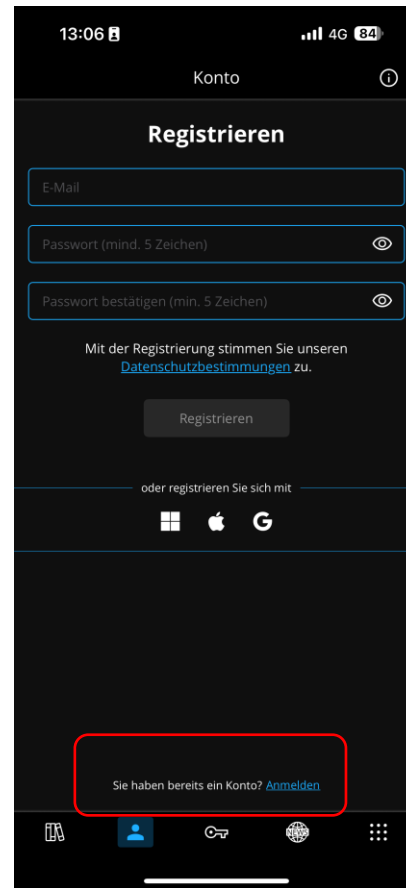 13:06 4G 84
Konto
Registrieren
E-Mail
Passwort (mind. 5 Zeichen)
Passwort bestätigen (min. 5 Zeichen)
Mit der Registrierung stimmen Sie unseren
Datenschutzbestimmungen zu.
Registrieren
oder registrieren Sie sich mit
G
Sie haben bereits ein Konto? Anmelden
NEWS